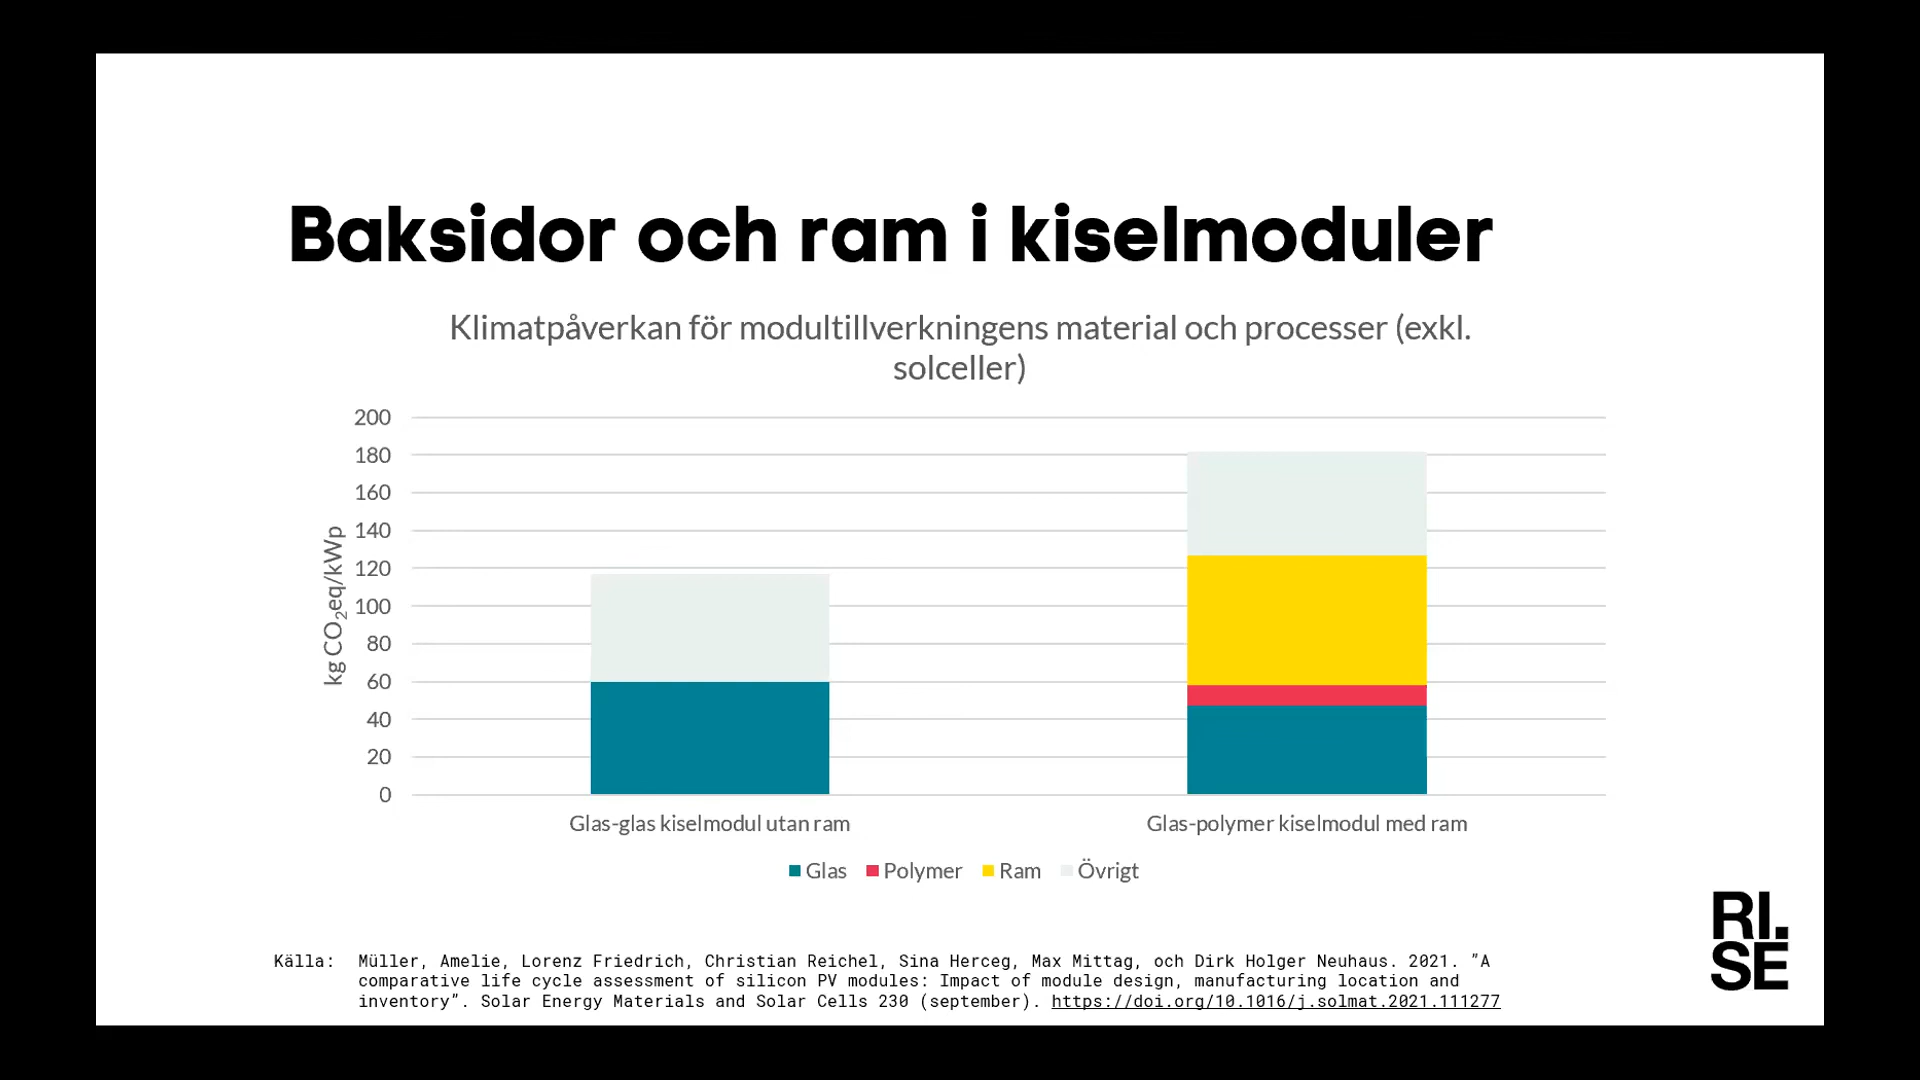 Baksidor och ram i kiselmoduler
Klimatpåverkan för modultillverkningens material och processer (exkl.
solceller)
kg CO₂eq/kWp
200
180
160
140
120
100
80
60
40
20
0
Glas-glas kiselmodul utan ram
Glas-polymer kiselmodul med ram
Glas Polymer Ram Övrigt
Källa: Müller, Amelie, Lorenz Friedrich, Christian Reichel, Sina Herceg, Max Mittag, och Dirk Holger Neuhaus. 2021. ”A
comparative life cycle assessment of silicon PV modules: Impact of module design, manufacturing location and
inventory”. Solar Energy Materials and Solar Cells 230 (september). https://doi.org/10.1016/j.solmat.2021.111277
RI.
SE